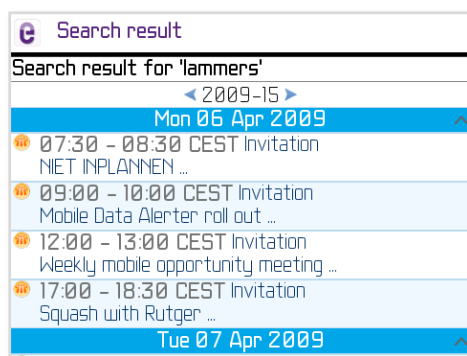 e Search result
Search result for 'lammers'
2009-15
Mon 06 Apr 2009
07:30 - 08:30 CEST Invitation
NIET INPLANNEN ...
09:00 - 10:00 CEST Invitation
Mobile Data Alerter roll out ...
12:00 - 13:00 CEST Invitation
Weekly mobile opportunity meeting ...
17:00 - 18:30 CEST Invitation
Squash with Rutger ...
Tue 07 Apr 2009